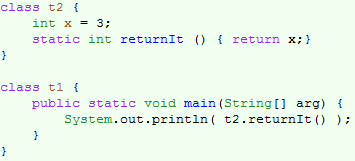 class t2 {
    int x = 3;
    static int returnIt () { return x;}
}
class t1 {
    public static void main(String[] arg) {
        System.out.println( t2.returnIt() );
    }
}